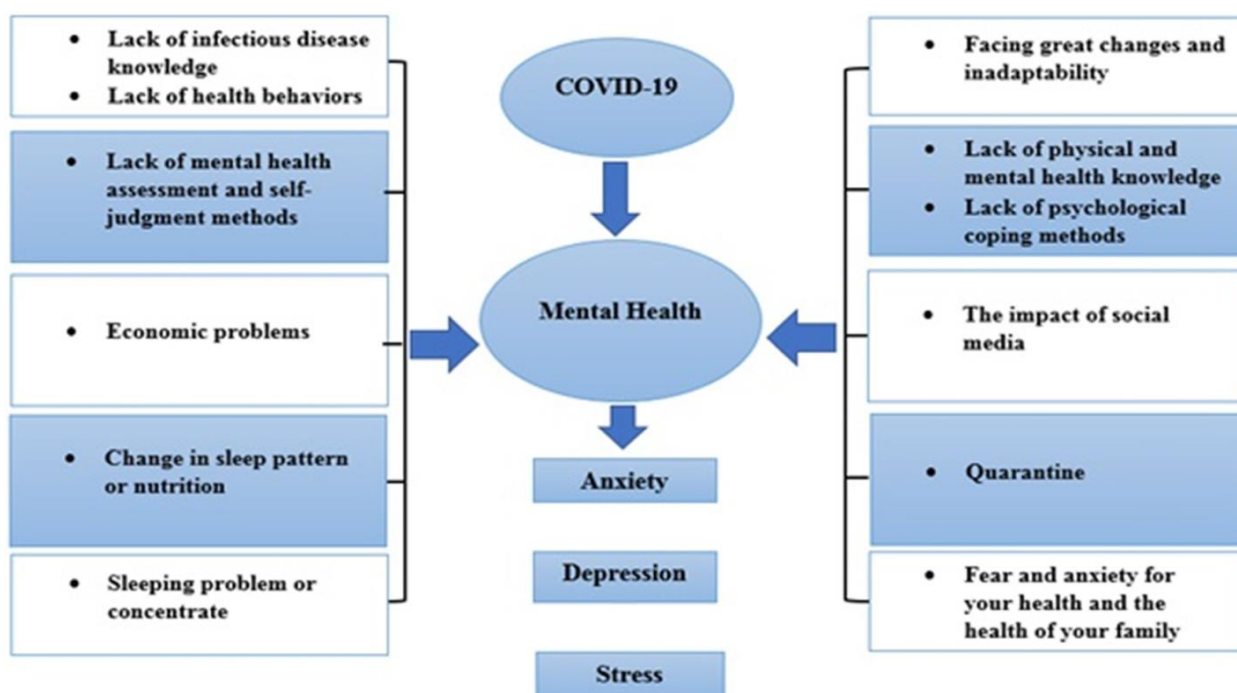 • Lack of infectious disease
knowledge
• Lack of health behaviors
• Lack of mental health
assessment and self-
judgment methods
• Economic problems
• Change in sleep pattern
or nutrition
• Sleeping problem or
concentrate
COVID-19
Mental Health
Anxiety
Depression
Stress
• Facing great changes and
inadaptability
• Lack of physical and
mental health knowledge
• Lack of psychological
coping methods
• The impact of social
media
• Quarantine
• Fear and anxiety for
your health and the
health of your family